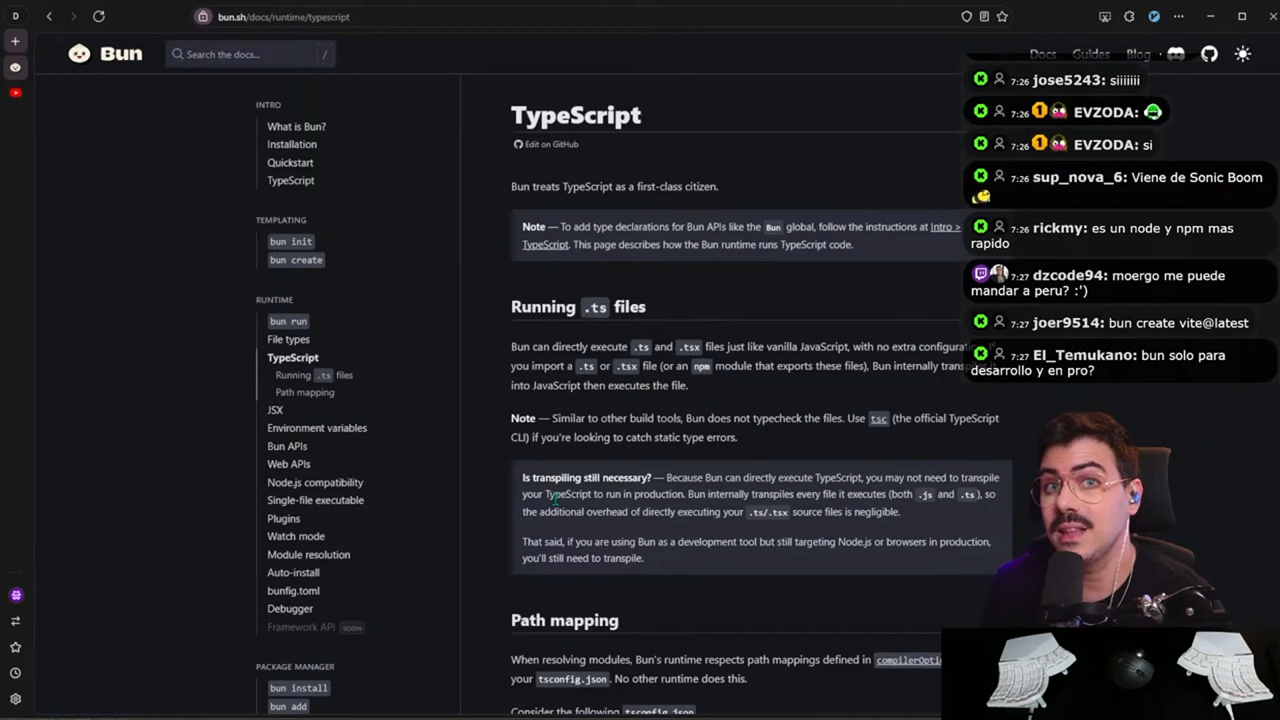 D
bun.sh/docs/runtime/typescript
Bun
Search the docs...
/
Docs
Guides
Blog
INTRO
What is Bun?
Installation
Quickstart
TypeScript
TEMPLATING
bun init
bun create
RUNTIME
bun run
File types
TypeScript
Running .ts files
Path mapping
JSX
Environment variables
Bun APIs
Web APIs
Node.js compatibility
Single-file executable
Plugins
Watch mode
Module resolution
Auto-install
bunfig.toml
Debugger
Framework API SOON
PACKAGE MANAGER
bun install
bun add
TypeScript
Edit on GitHub
Bun treats TypeScript as a first-class citizen.
Note — To add type declarations for Bun APIs like the Bun global, follow the instructions at Intro >
TypeScript. This page describes how the Bun runtime runs TypeScript code.
Running .ts files
Bun can directly execute .ts and .tsx files just like vanilla JavaScript, with no extra configuration.
you import a .ts or .tsx file (or an npm module that exports these files), Bun internally transpiles
into JavaScript then executes the file.
Note — Similar to other build tools, Bun does not typecheck the files. Use tsc (the official TypeScript
CLI) if you're looking to catch static type errors.
Is transpiling still necessary? — Because Bun can directly execute TypeScript, you may not need to transpile
your TypeScript to run in production. Bun internally transpiles every file it executes (both .js and .ts), so
the additional overhead of directly executing your .ts/.tsx source files is negligible.
That said, if you are using Bun as a development tool but still targeting Node.js or browsers in production,
you'll still need to transpile.
Path mapping
When resolving modules, Bun's runtime respects path mappings defined in compilerOptio
your tsconfig.json. No other runtime does this.
Consider the following tsconfig.json
7:26 jose5243: siiiiiii
7:26 EVZODA:
7:26 EVZODA: si
7:26 sup_nova_6: Viene de Sonic Boom
7:26 rickmy: es un node y npm mas
rapido
7:27 dzcode94: moergo me puede
mandar a peru? :')
7:27 joer9514: bun create vite@latest
7:27 El_Temukano: bun solo para
desarrollo y en pro?